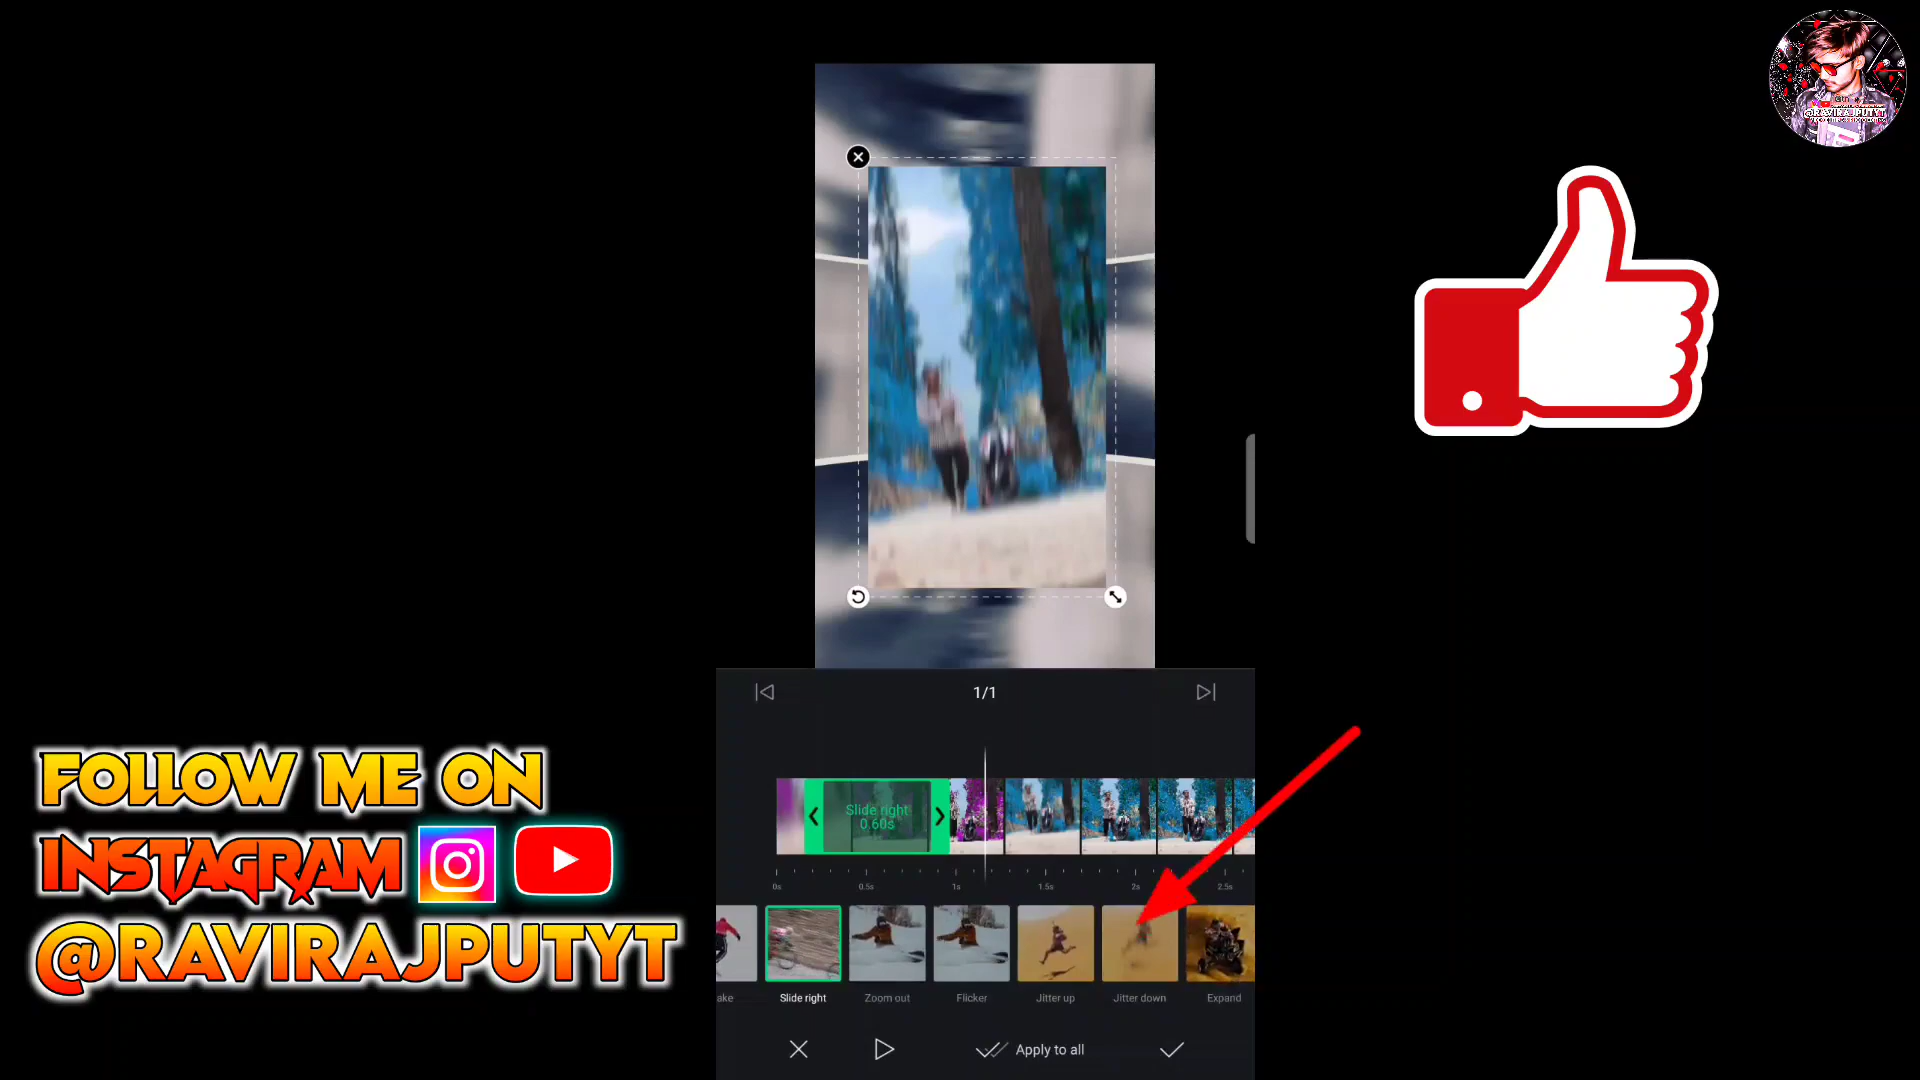 @RAVIRAJPUTYT
1/1
Slide right
0.60s
0s 0.5s 1s 1.5s 2s 2.5s
ake Slide right Zoom out Flicker Jitter up Jitter down Expand
Apply to all
FOLLOW ME ON
INSTAGRAM
@RAVIRAJPUTYT